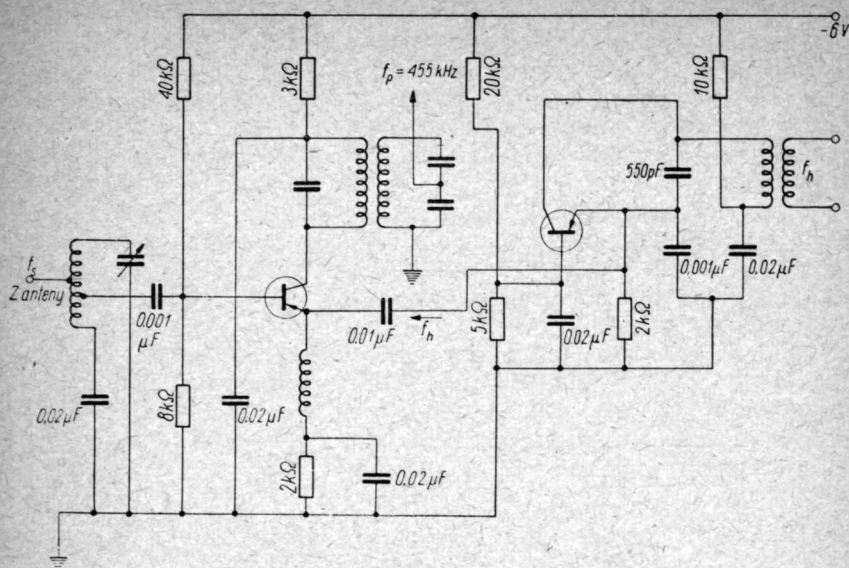 -6V
40kΩ
3kΩ
fp = 455 kHz
20kΩ
10kΩ
550pF
fh
fs
Z anteny
0.001
μF
0.01μF
fh
5kΩ
0.02μF
2kΩ
0.001μF
0.02μF
0.02μF
8kΩ
0.02μF
2kΩ
0.02μF